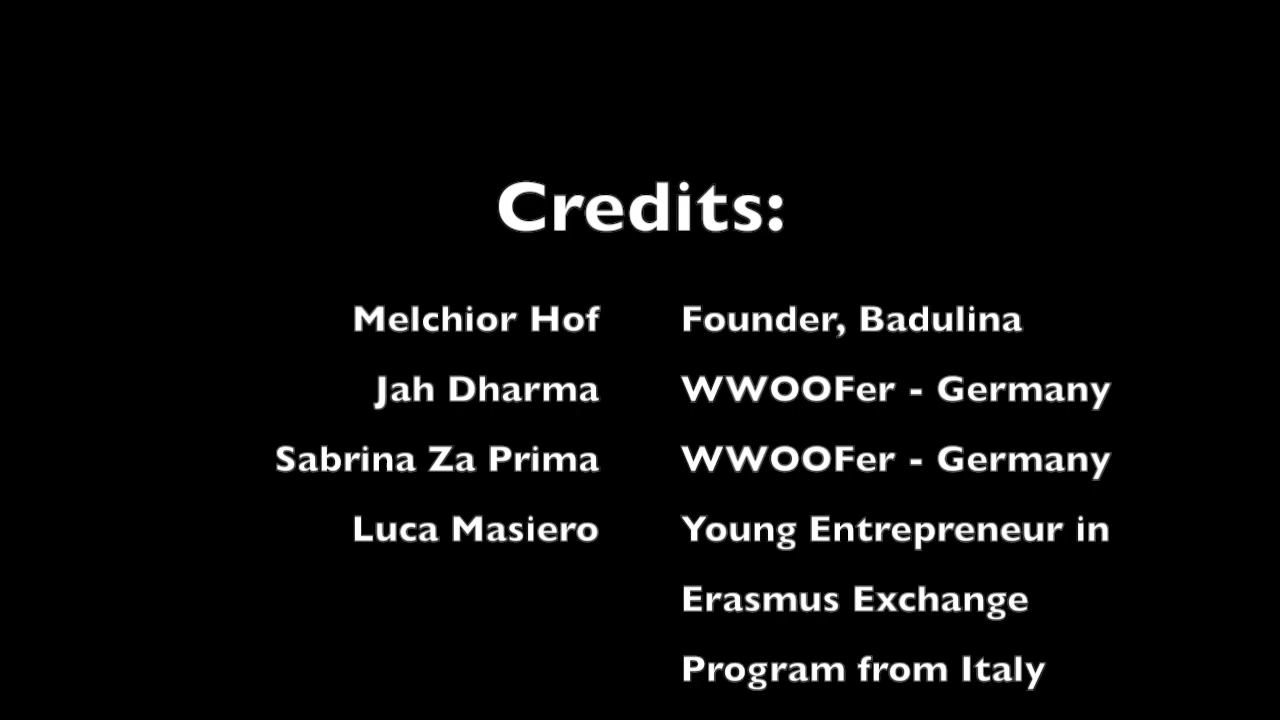 Credits:
Melchior Hof Founder, Badulina
Jah Dharma WWOOFer - Germany
Sabrina Za Prima WWOOFer - Germany
Luca Masiero Young Entrepreneur in
Erasmus Exchange
Program from Italy